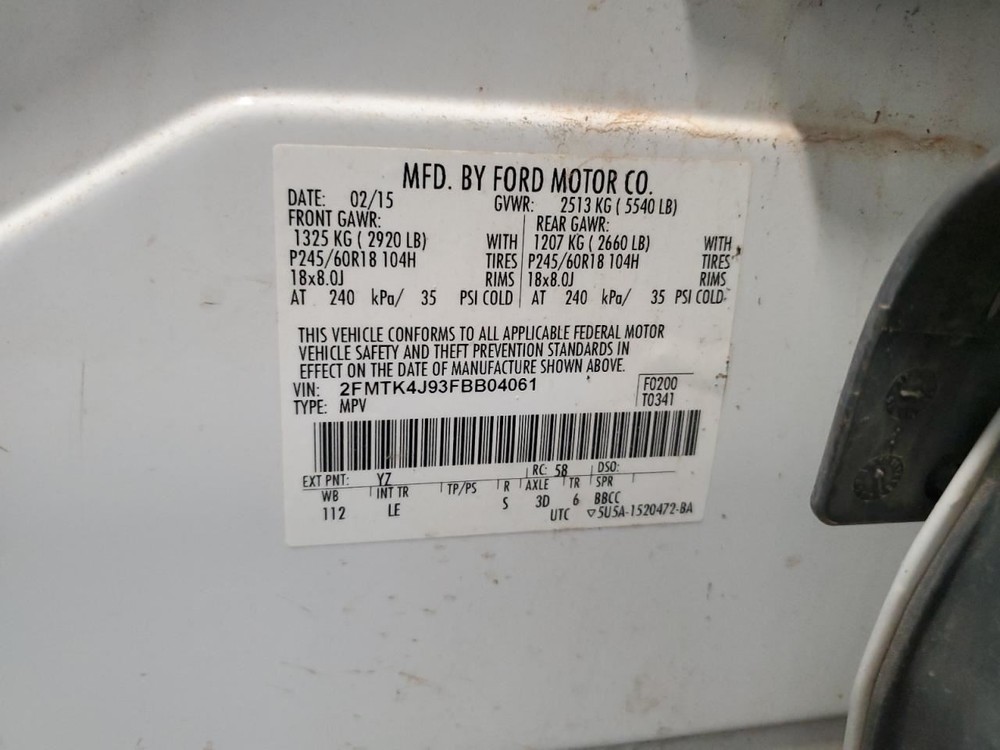 MFD. BY FORD MOTOR CO.
DATE: 02/15 GVWR: 2513 KG ( 5540 LB)
FRONT GAWR: REAR GAWR:
1325 KG ( 2920 LB) WITH 1207 KG ( 2660 LB) WITH
P245/60R18 104H TIRES P245/60R18 104H TIRES
18x8.0J RIMS 18x8.0J RIMS
AT 240 kPa/ 35 PSI COLD AT 240 kPa/ 35 PSI COLD
THIS VEHICLE CONFORMS TO ALL APPLICABLE FEDERAL MOTOR
VEHICLE SAFETY AND THEFT PREVENTION STANDARDS IN
EFFECT ON THE DATE OF MANUFACTURE SHOWN ABOVE.
VIN: 2FMTK4J93FBB04061 F0200
TYPE: MPV T0341
EXT PNT: YZ RC: 58 DSO:
WB INT TR TP/PS R AXLE TR SPR
112 LE S 3D 6 BBCC
UTC ▽5U5A-1520472-BA